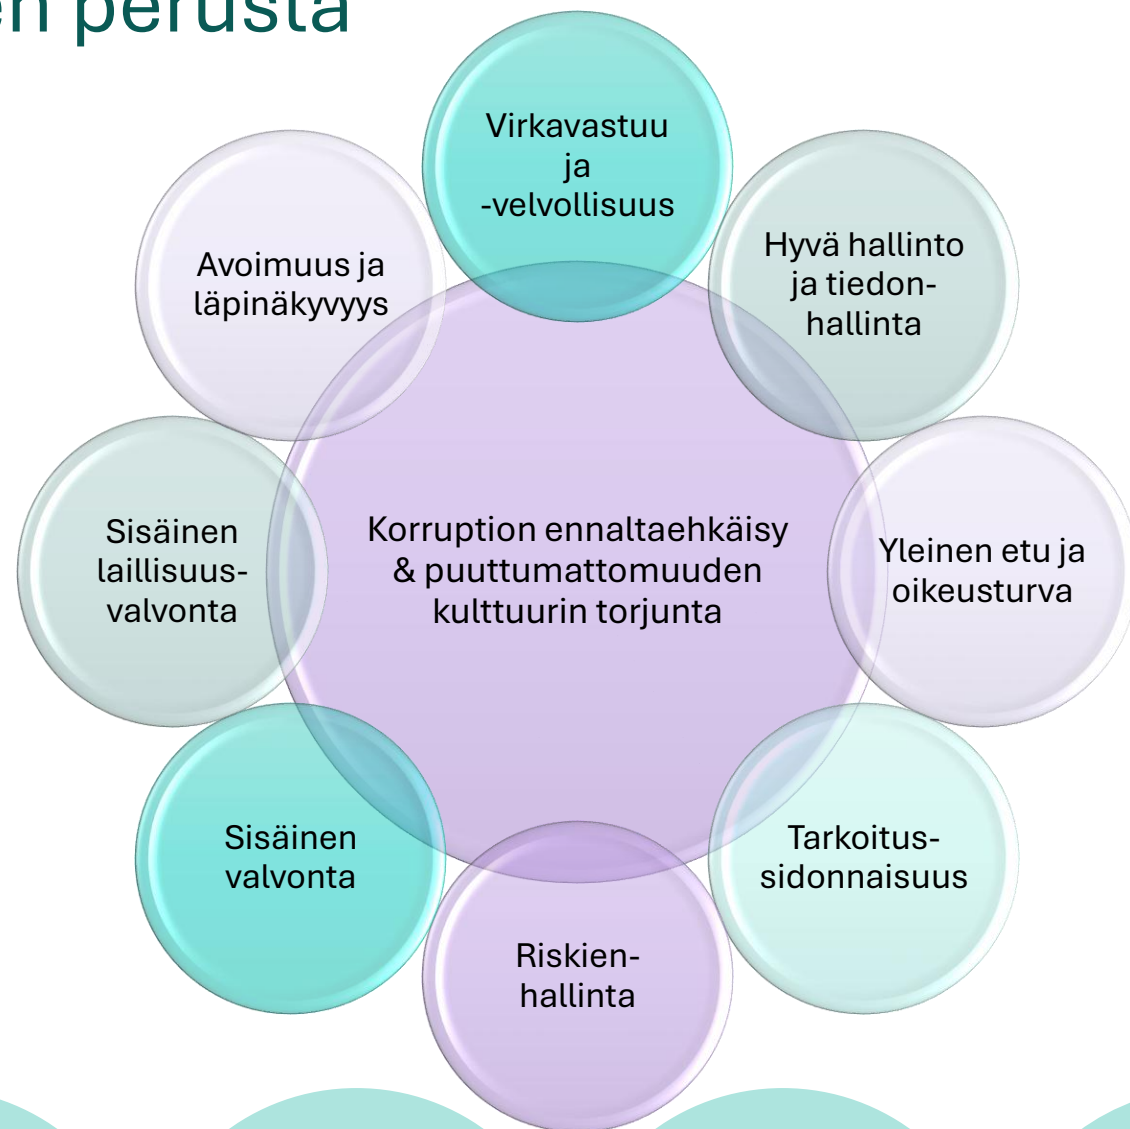 en perusta
Virkavastuu
ja
-velvollisuus
Hyvä hallinto
ja tiedon-
hallinta
Yleinen etu ja
oikeusturva
Tarkoitus-
sidonnaisuus
Riskien-
hallinta
Sisäinen
valvonta
Sisäinen
laillisuus-
valvonta
Avoimuus ja
läpinäkyvyys
Korruption ennaltaehkäisy
& puuttumattomuuden
kulttuurin torjunta